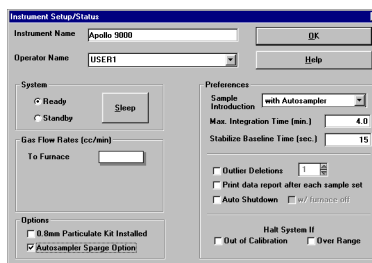 Instrument Setup/Status
Instrument Name
Apollo 9000
OK
Operator Name
USER1
Help
System
Ready
Standby
Sleep
Gas Flow Rates (cc/min)
To Furnace
Options
0.8mm Particulate Kit Installed
Autosampler Sparge Option
Preferences
Sample Introduction
with Autosampler
Max. Integration Time (min.)
4.0
Stabilize Baseline Time (sec.)
15
Outlier Deletions
1
Print data report after each sample set
Auto Shutdown
w/ furnace off
Halt System If
Out of Calibration
Over Range